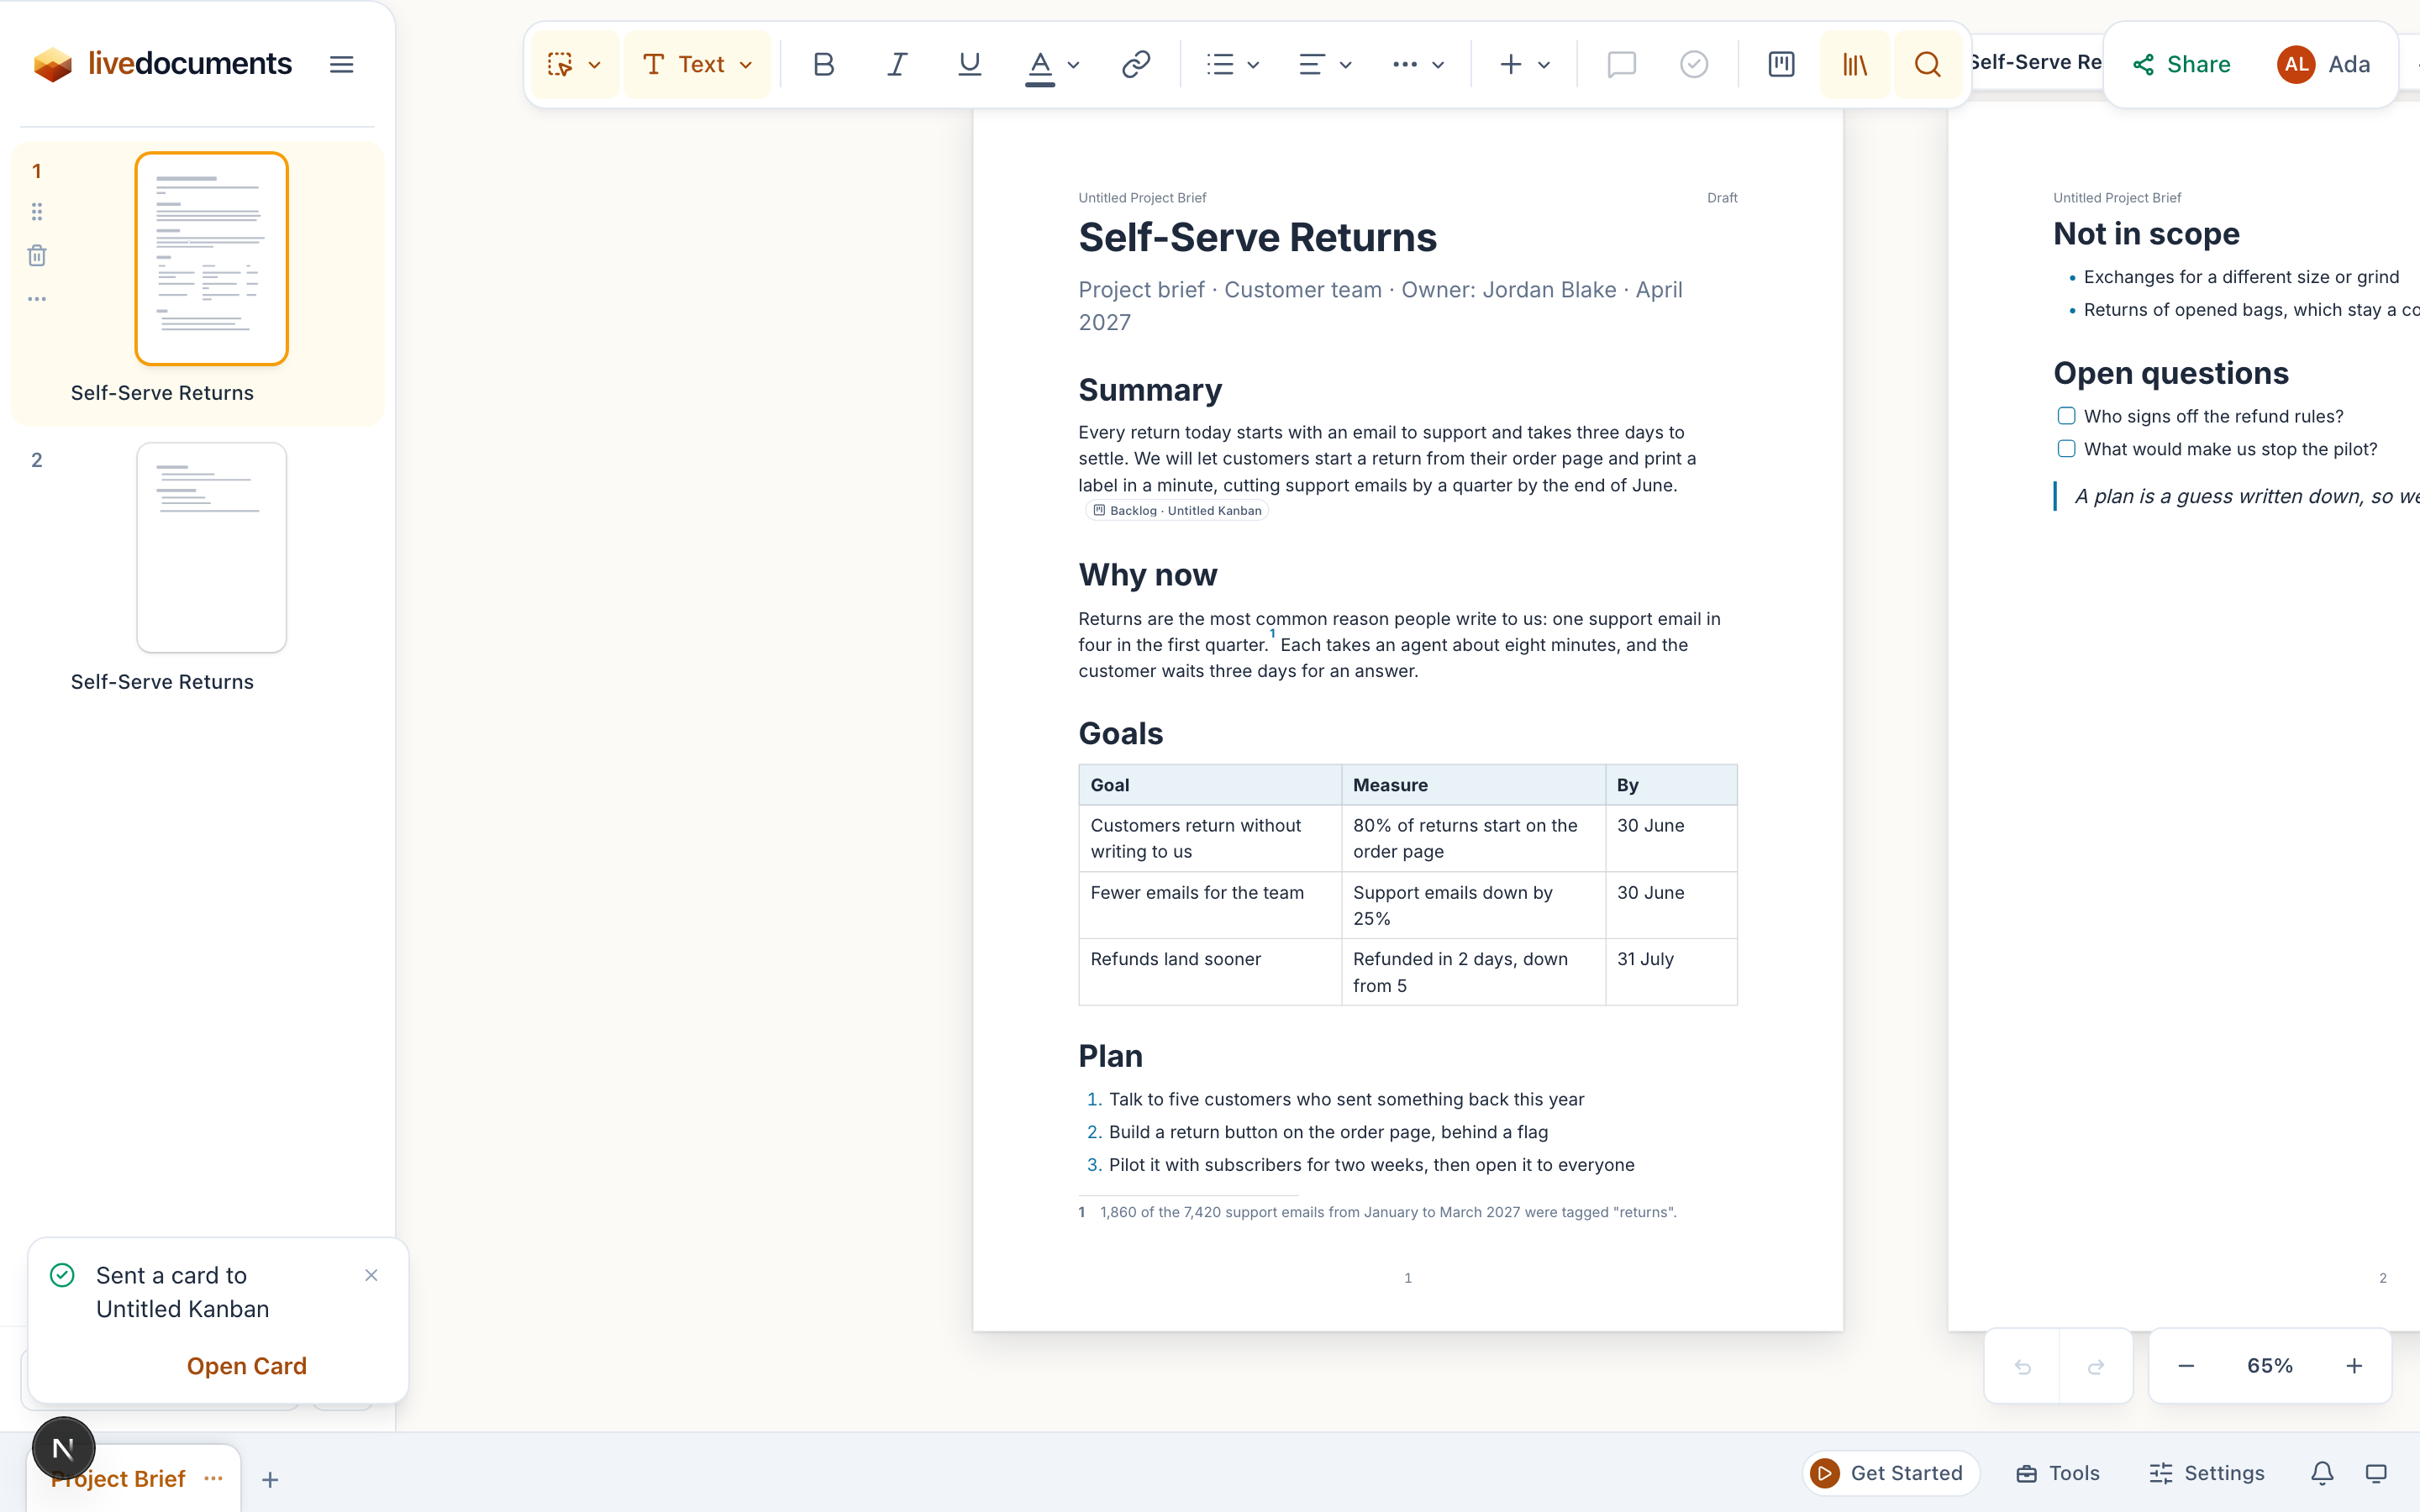 livedocuments
Text
Self-Serve Re
Share
AL
Ada
1
Self-Serve Returns
2
Self-Serve Returns
Untitled Project Brief
Draft
Self-Serve Returns
Project brief · Customer team · Owner: Jordan Blake · April
2027
Summary
Every return today starts with an email to support and takes three days to
settle. We will let customers start a return from their order page and print a
label in a minute, cutting support emails by a quarter by the end of June.
Backlog · Untitled Kanban
Why now
Returns are the most common reason people write to us: one support email in
four in the first quarter.1 Each takes an agent about eight minutes, and the
customer waits three days for an answer.
Goals
Goal Measure By
Customers return without 80% of returns start on the 30 June
writing to us order page
Fewer emails for the team Support emails down by 30 June
25%
Refunds land sooner Refunded in 2 days, down 31 July
from 5
Plan
1. Talk to five customers who sent something back this year
2. Build a return button on the order page, behind a flag
3. Pilot it with subscribers for two weeks, then open it to everyone
1 1,860 of the 7,420 support emails from January to March 2027 were tagged "returns".
1
Untitled Project Brief
Not in scope
• Exchanges for a different size or grind
• Returns of opened bags, which stay a co
Open questions
Who signs off the refund rules?
What would make us stop the pilot?
A plan is a guess written down, so we
2
Sent a card to
Untitled Kanban
Open Card
65%
N
Project Brief
Get Started
Tools
Settings